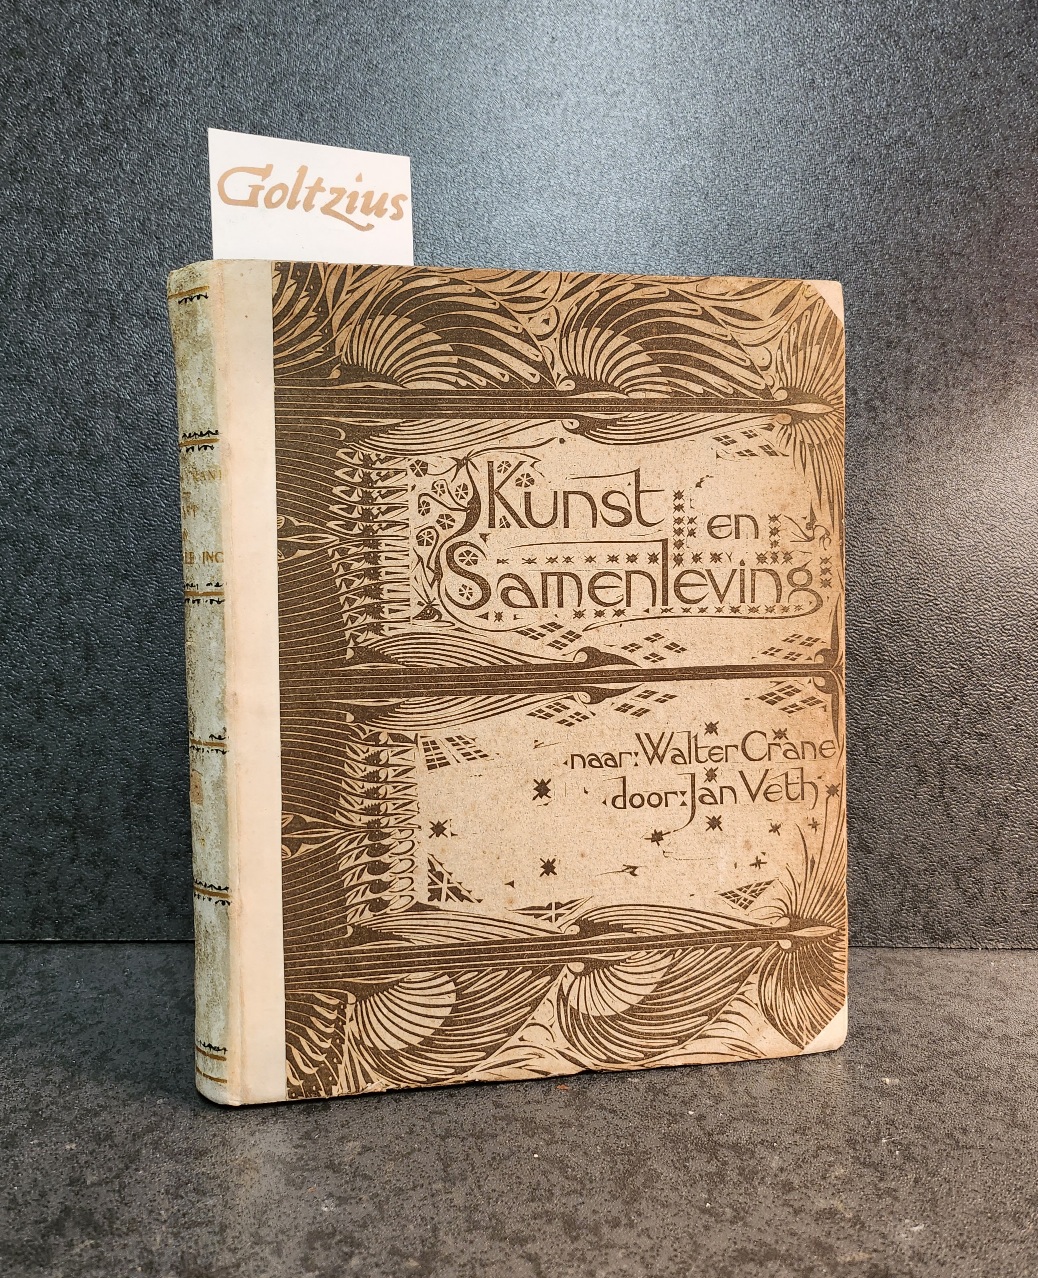 Goltzius
Kunst
en
Samenleving
naar: Walter Crane
door: Jan Veth